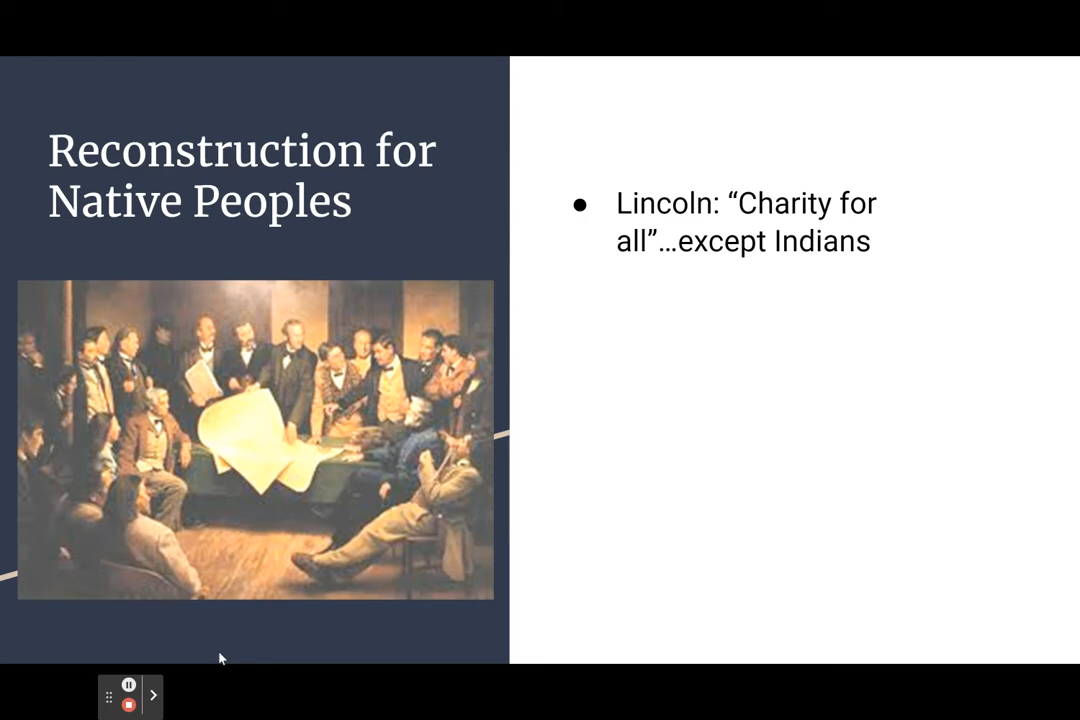 Reconstruction for
Native Peoples
● Lincoln: “Charity for
all”...except Indians